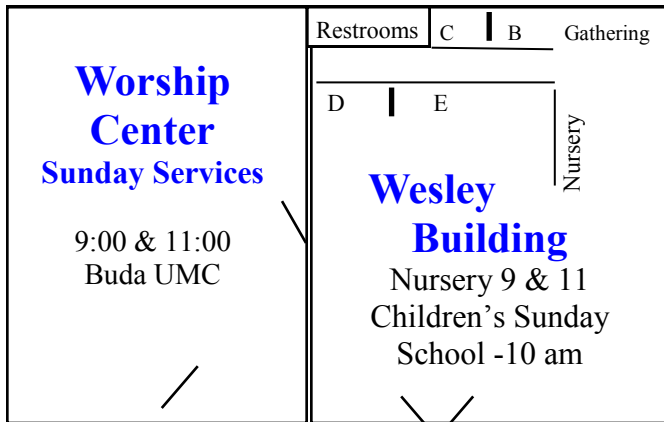 Worship
Center
Sunday Services
9:00 & 11:00
Buda UMC
Restrooms
C
B
Gathering
D
E
Nursery
Wesley
Building
Nursery 9 & 11
Children’s Sunday
School -10 am